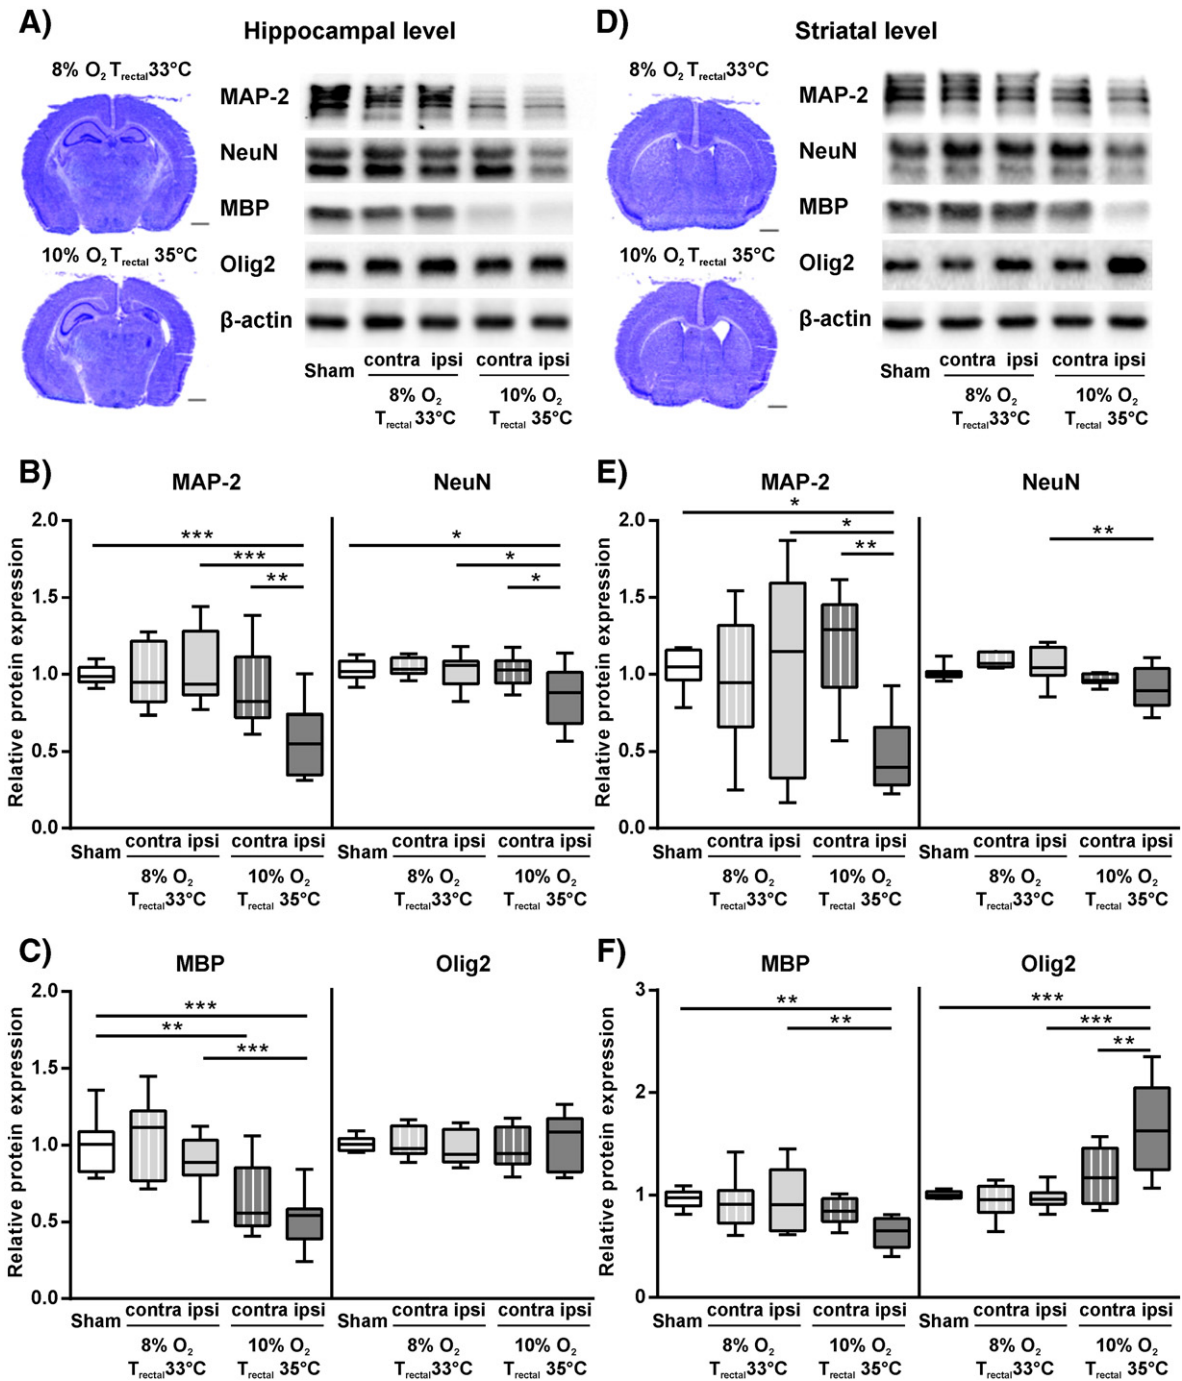 A)
Hippocampal level
8% O2 Trectal33°C
10% O2 Trectal 35°C
MAP-2
NeuN
MBP
Olig2
β-actin
Sham
contra ipsi
contra ipsi
8% O2
Trectal 33°C
10% O2
Trectal 35°C
D)
Striatal level
8% O2 Trectal33°C
10% O2 Trectal 35°C
MAP-2
NeuN
MBP
Olig2
β-actin
Sham
contra ipsi
contra ipsi
8% O2
Trectal33°C
10% O2
Trectal 35°C
B)
MAP-2
NeuN
Relative protein expression
2.0
1.5
1.0
0.5
0.0
***
***
**
*
*
*
Sham
contra ipsi
contra ipsi
8% O2
Trectal33°C
10% O2
Trectal 35°C
Sham
contra ipsi
contra ipsi
8% O2
Trectal33°C
10% O2
Trectal 35°C
E)
MAP-2
NeuN
Relative protein expression
2.0
1.5
1.0
0.5
0.0
*
*
**
**
Sham
contra ipsi
contra ipsi
8% O2
Trectal33°C
10% O2
Trectal 35°C
Sham
contra ipsi
contra ipsi
8% O2
Trectal33°C
10% O2
Trectal 35°C
C)
MBP
Olig2
Relative protein expression
2.0
1.5
1.0
0.5
0.0
***
**
***
Sham
contra ipsi
contra ipsi
8% O2
Trectal33°C
10% O2
Trectal 35°C
Sham
contra ipsi
contra ipsi
8% O2
Trectal33°C
10% O2
Trectal 35°C
F)
MBP
Olig2
Relative protein expression
3
2
1
0
**
**
***
***
**
Sham
contra ipsi
contra ipsi
8% O2
Trectal33°C
10% O2
Trectal 35°C
Sham
contra ipsi
contra ipsi
8% O2
Trectal33°C
10% O2
Trectal 35°C